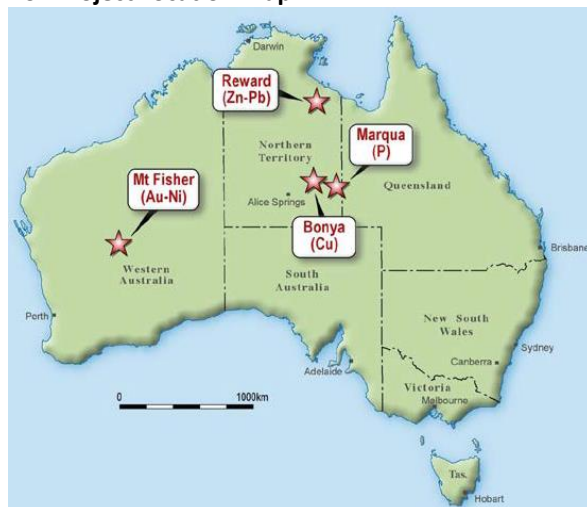 Darwin
Reward
(Zn-Pb)
Marqua
(P)
Northern
Territory
Mt Fisher
(Au-Ni)
Alice Springs
Queensland
Bonya
(Cu)
Brisbane
Western
Australia
South
Australia
New South
Wales
Perth
Sydney
Canberra
Adelaide
Victoria
Melbourne
0
1000km
Tas.
Hobart